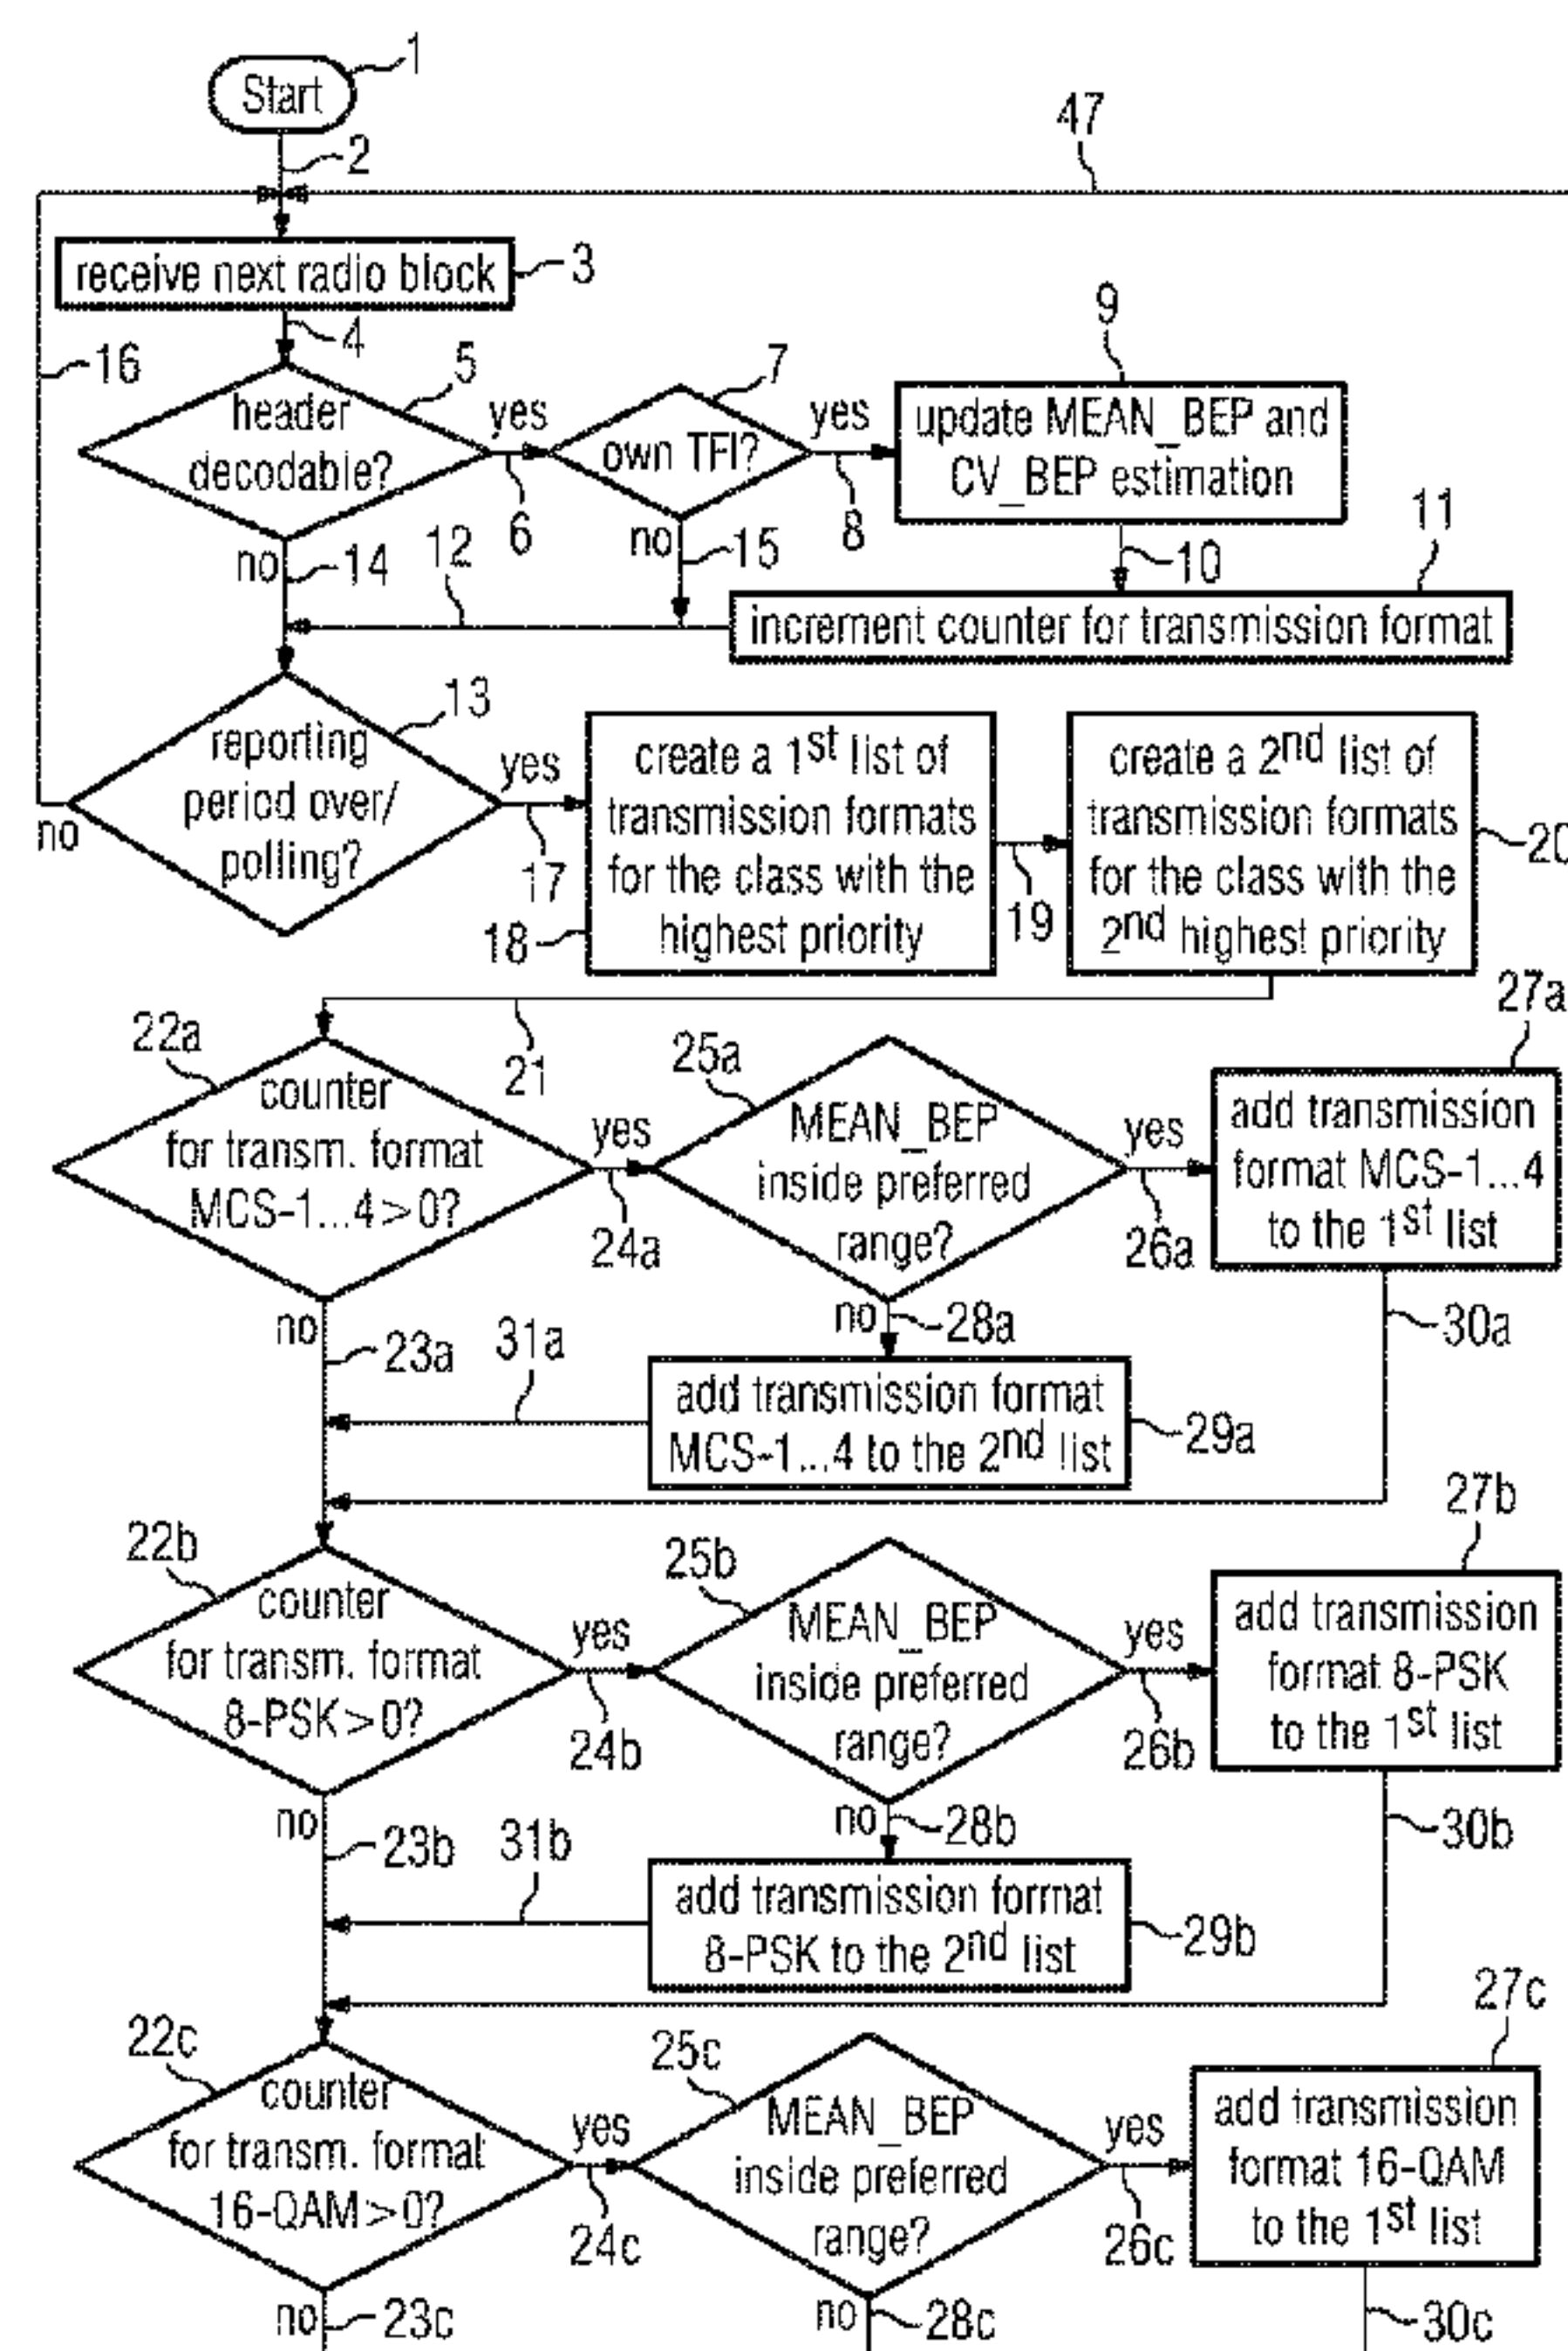 Start
1
2
47
receive next radio block
3
4
16
header
decodable?
5
yes
6
own TFI?
7
yes
8
update MEAN_BEP and
CV_BEP estimation
9
10
no
14
12
no
15
increment counter for transmission format
11
reporting
period over/
polling?
13
no
yes
17
create a 1st list of
transmission formats
for the class with the
highest priority
18
19
create a 2nd list of
transmission formats
for the class with the
2nd highest priority
20
21
22a
counter
for transm. format
MCS-1...4>0?
yes
24a
25a
MEAN_BEP
inside preferred
range?
yes
26a
27a
add transmission
format MCS-1...4
to the 1st list
no
23a
31a
no
28a
30a
add transmission format
MCS-1...4 to the 2nd list
29a
22b
counter
for transm. format
8-PSK>0?
yes
24b
25b
MEAN_BEP
inside preferred
range?
yes
26b
27b
add transmission
format 8-PSK
to the 1st list
no
23b
31b
no
28b
30b
add transmission format
8-PSK to the 2nd list
29b
22c
counter
for transm. format
16-QAM>0?
yes
24c
25c
MEAN_BEP
inside preferred
range?
yes
26c
27c
add transmission
format 16-QAM
to the 1st list
no
23c
no
28c
30c